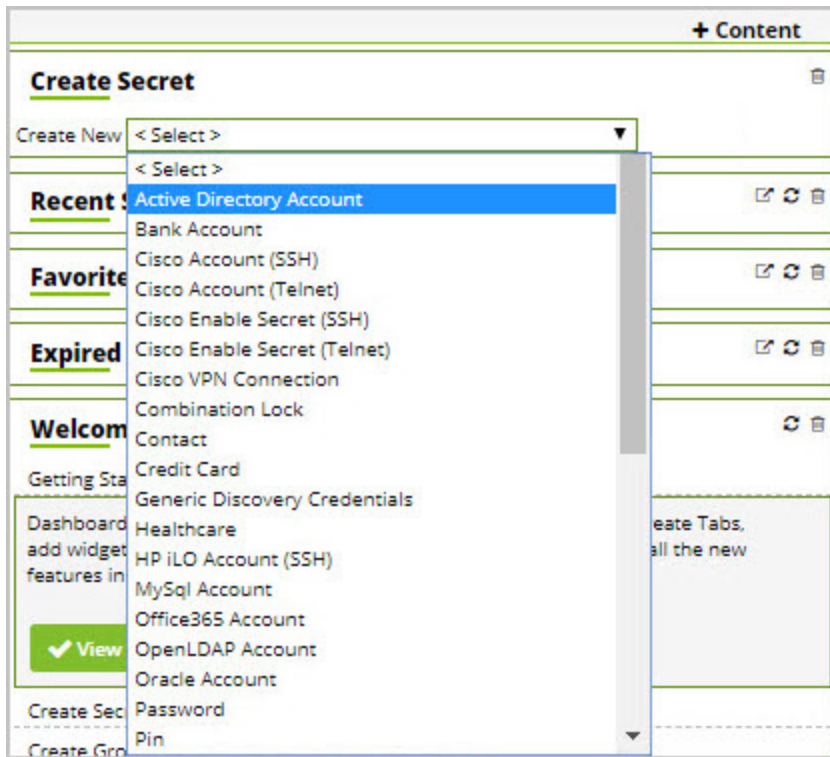 + Content
Create Secret
Create New < Select >
< Select >
Recent
Active Directory Account
Bank Account
Cisco Account (SSH)
Favorite
Cisco Account (Telnet)
Cisco Enable Secret (SSH)
Expired
Cisco Enable Secret (Telnet)
Cisco VPN Connection
Combination Lock
Welcom
Contact
Getting Sta
Credit Card
Generic Discovery Credentials
Dashboard
Healthcare
eate Tabs,
add widget
HP iLO Account (SSH)
all the new
features in
MySql Account
Office365 Account
View
OpenLDAP Account
Oracle Account
Create Sec
Password
Create Gro
Pin